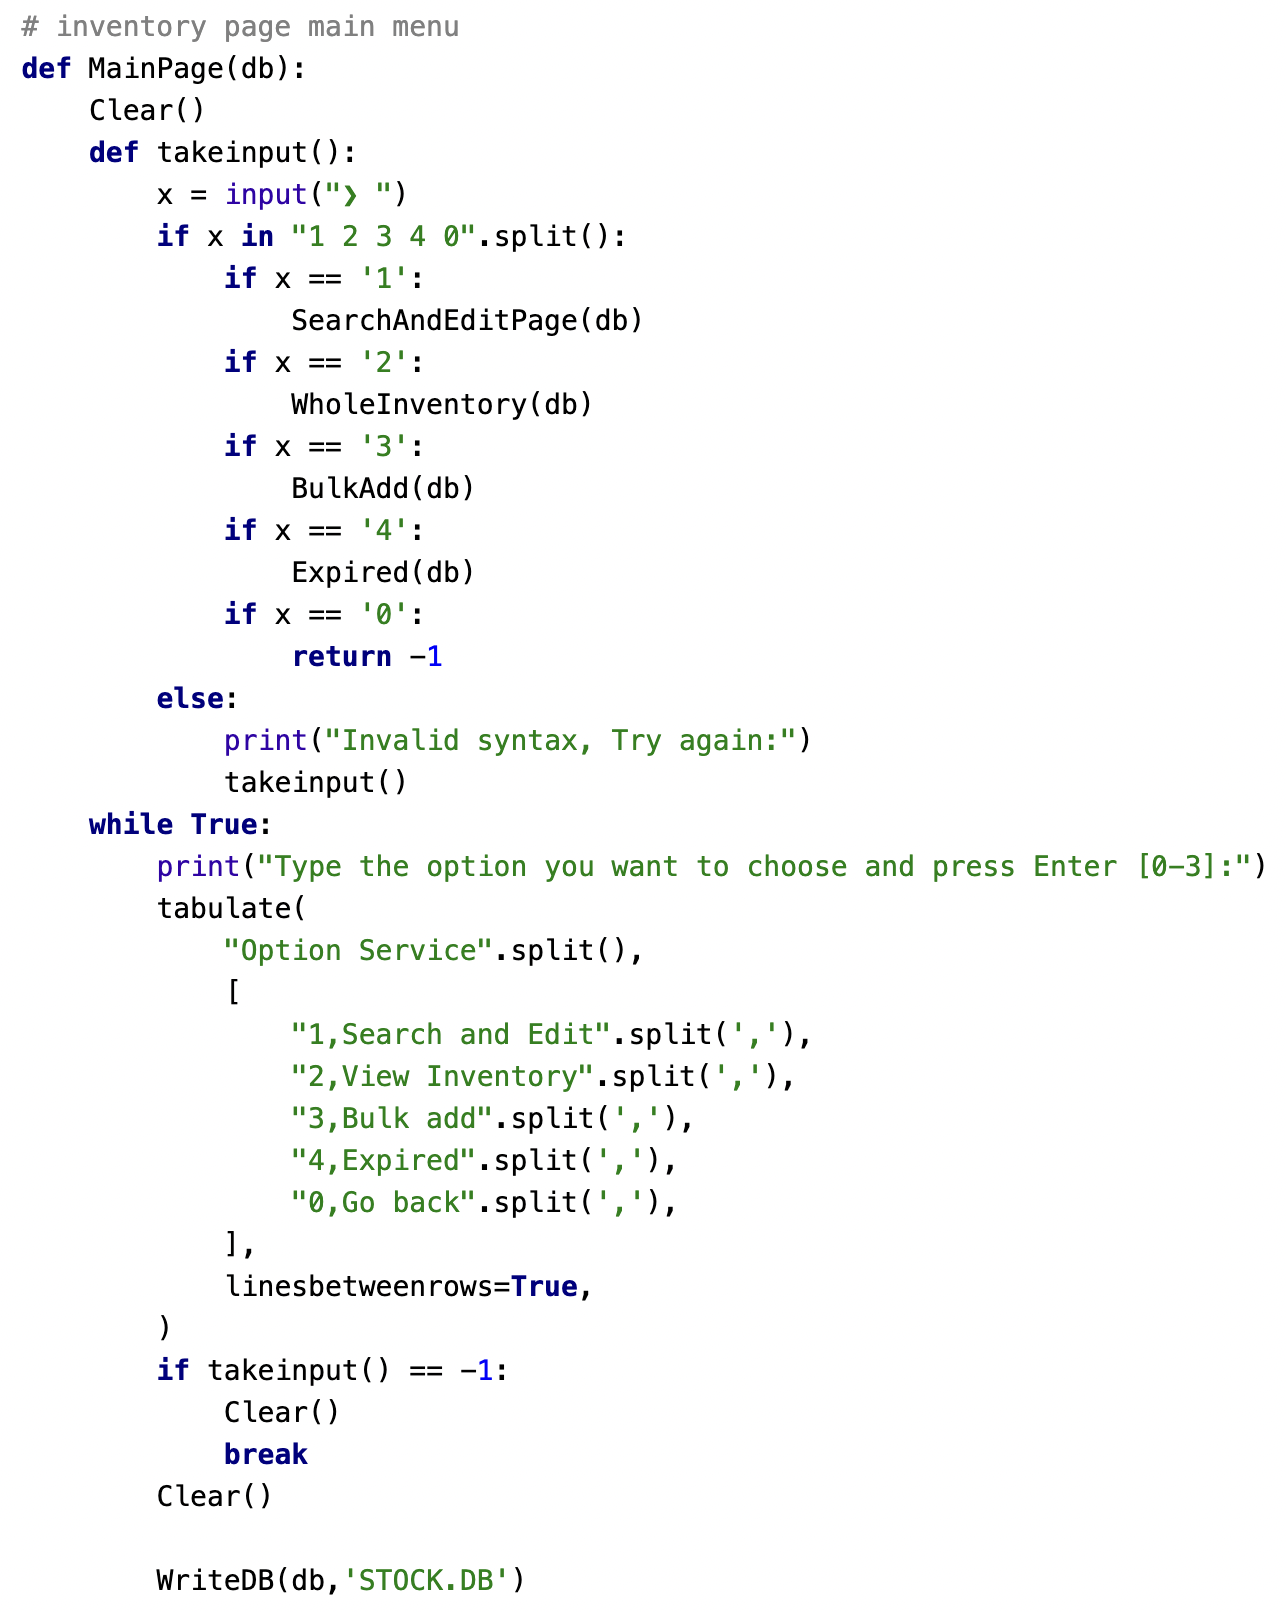 # inventory page main menu
def MainPage(db):
    Clear()
    def takeinput():
        x = input("❯ ")
        if x in "1 2 3 4 0".split():
            if x == '1':
                SearchAndEditPage(db)
            if x == '2':
                WholeInventory(db)
            if x == '3':
                BulkAdd(db)
            if x == '4':
                Expired(db)
            if x == '0':
                return -1
        else:
            print("Invalid syntax, Try again:")
            takeinput()
    while True:
        print("Type the option you want to choose and press Enter [0-3]:")
        tabulate(
            "Option Service".split(),
            [
                "1,Search and Edit".split(','),
                "2,View Inventory".split(','),
                "3,Bulk add".split(','),
                "4,Expired".split(','),
                "0,Go back".split(','),
            ],
            linesbetweenrows=True,
        )
        if takeinput() == -1:
            Clear()
            break
        Clear()

        WriteDB(db,'STOCK.DB')